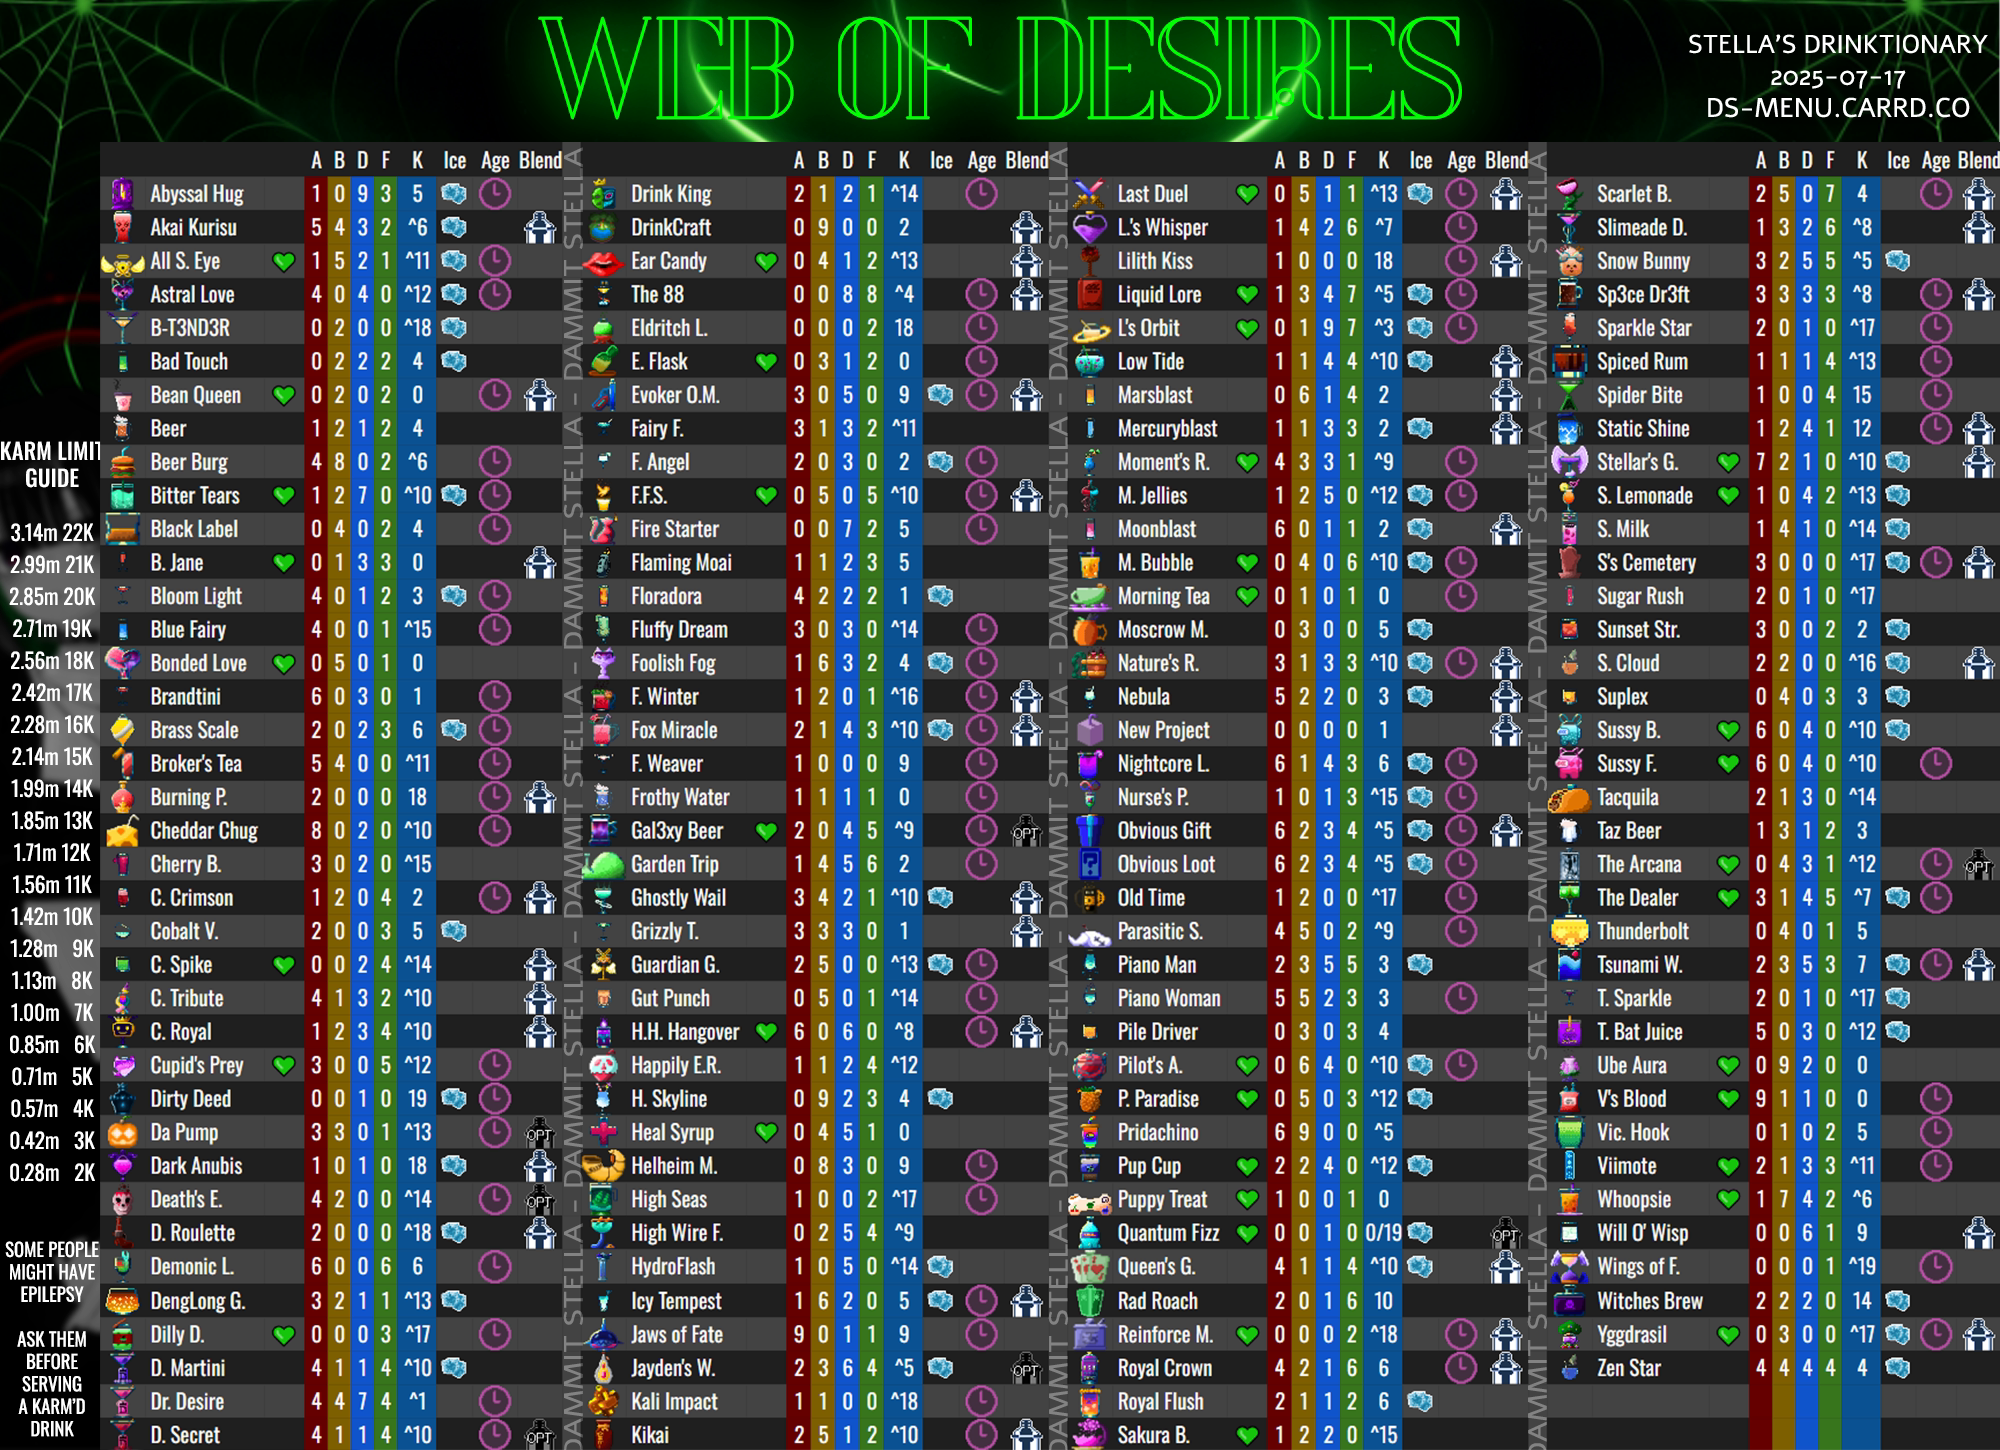 WEB OF DESIRES
STELLA'S DRINKTIONARY
2025-07-17
DS-MENU.CARRD.CO
KARM LIMIT
GUIDE
3.14m 22K
2.99m 21K
2.85m 20K
2.71m 19K
2.56m 18K
2.42m 17K
2.28m 16K
2.14m 15K
1.99m 14K
1.85m 13K
1.71m 12K
1.56m 11K
1.42m 10K
1.28m 9K
1.13m 8K
1.00m 7K
0.85m 6K
0.71m 5K
0.57m 4K
0.42m 3K
0.28m 2K
SOME PEOPLE
MIGHT HAVE
EPILEPSY
ASK THEM
BEFORE
SERVING
A KARM'D
DRINK
A B D F K Ice Age Blend
Abyssal Hug 1 0 9 3 5
Akai Kurisu 5 4 3 2 ^6
All S. Eye 1 5 2 1 ^11
Astral Love 4 0 4 0 ^12
B-T3ND3R 0 2 0 0 ^18
Bad Touch 0 2 2 2 4
Bean Queen 0 2 0 2 0
Beer 1 2 1 2 4
Beer Burg 4 8 0 2 ^6
Bitter Tears 1 2 7 0 ^10
Black Label 0 4 0 2 4
B. Jane 0 1 3 3 0
Bloom Light 4 0 1 2 3
Blue Fairy 4 0 0 1 ^15
Bonded Love 0 5 0 1 0
Brandtini 6 0 3 0 1
Brass Scale 2 0 2 3 6
Broker's Tea 5 4 0 0 ^11
Burning P. 2 0 0 0 18
Cheddar Chug 8 0 2 0 ^10
Cherry B. 3 0 2 0 ^15
C. Crimson 1 2 0 4 2
Cobalt V. 2 0 0 3 5
C. Spike 0 0 2 4 ^14
C. Tribute 4 1 3 2 ^10
C. Royal 1 2 3 4 ^10
Cupid's Prey 3 0 0 5 ^12
Dirty Deed 0 0 1 0 19
Da Pump 3 3 0 1 ^13 OPT
Dark Anubis 1 0 1 0 18
Death's E. 4 2 0 0 ^14 OPT
D. Roulette 2 0 0 0 ^18
Demonic L. 6 0 0 6 6
DengLong G. 3 2 1 1 ^13
Dilly D. 0 0 0 3 ^17
D. Martini 4 1 1 4 ^10
Dr. Desire 4 4 7 4 ^1
D. Secret 4 1 1 4 ^10 OPT
DAMMIT STELLA - DAMMIT STELLA - DAMMIT STELLA - DAMMIT STELLA
A B D F K Ice Age Blend
Drink King 2 1 2 1 ^14
DrinkCraft 0 9 0 0 2
Ear Candy 0 4 1 2 ^13
The 88 0 0 8 8 ^4
Eldritch L. 0 0 0 2 18
E. Flask 0 3 1 2 0
Evoker O.M. 3 0 5 0 9
Fairy F. 3 1 3 2 ^11
F. Angel 2 0 3 0 2
F.F.S. 0 5 0 5 ^10
Fire Starter 0 0 7 2 5
Flaming Moai 1 1 2 3 5
Floradora 4 2 2 2 1
Fluffy Dream 3 0 3 0 ^14
Foolish Fog 1 6 3 2 4
F. Winter 1 2 0 1 ^16
Fox Miracle 2 1 4 3 ^10
F. Weaver 1 0 0 0 9
Frothy Water 1 1 1 1 0
Gal3xy Beer 2 0 4 5 ^9 OPT
Garden Trip 1 4 5 6 2
Ghostly Wail 3 4 2 1 ^10
Grizzly T. 3 3 3 0 1
Guardian G. 2 5 0 0 ^13
Gut Punch 0 5 0 1 ^14
H.H. Hangover 6 0 6 0 ^8
Happily E.R. 1 1 2 4 ^12
H. Skyline 0 9 2 3 4
Heal Syrup 0 4 5 1 0
Helheim M. 0 8 3 0 9
High Seas 1 0 0 2 ^17
High Wire F. 0 2 5 4 ^9
HydroFlash 1 0 5 0 ^14
Icy Tempest 1 6 2 0 5
Jaws of Fate 9 0 1 1 9
Jayden's W. 2 3 6 4 ^5 OPT
Kali Impact 1 1 0 0 ^18
Kikai 2 5 1 2 ^10
DAMMIT STELLA - DAMMIT STELLA - DAMMIT STELLA - DAMMIT STELLA
A B D F K Ice Age Blend
Last Duel 0 5 1 1 ^13
L.'s Whisper 1 4 2 6 ^7
Lilith Kiss 1 0 0 0 18
Liquid Lore 1 3 4 7 ^5
L's Orbit 0 1 9 7 ^3
Low Tide 1 1 4 4 ^10
Marsblast 0 6 1 4 2
Mercuryblast 1 1 3 3 2
Moment's R. 4 3 3 1 ^9
M. Jellies 1 2 5 0 ^12
Moonblast 6 0 1 1 2
M. Bubble 0 4 0 6 ^10
Morning Tea 0 1 0 1 0
Moscrow M. 0 3 0 0 5
Nature's R. 3 1 3 3 ^10
Nebula 5 2 2 0 3
New Project 0 0 0 0 1
Nightcore L. 6 1 4 3 6
Nurse's P. 1 0 1 3 ^15
Obvious Gift 6 2 3 4 ^5
Obvious Loot 6 2 3 4 ^5
Old Time 1 2 0 0 ^17
Parasitic S. 4 5 0 2 ^9
Piano Man 2 3 5 5 3
Piano Woman 5 5 2 3 3
Pile Driver 0 3 0 3 4
Pilot's A. 0 6 4 0 ^10
P. Paradise 0 5 0 3 ^12
Pridachino 6 9 0 0 ^5
Pup Cup 2 2 4 0 ^12
Puppy Treat 1 0 0 1 0
Quantum Fizz 0 0 1 0 0/19 OPT
Queen's G. 4 1 1 4 ^10
Rad Roach 2 0 1 6 10
Reinforce M. 0 0 0 2 ^18
Royal Crown 4 2 1 6 6
Royal Flush 2 1 1 2 6
Sakura B. 1 2 2 0 ^15
DAMMIT STELLA - DAMMIT STELLA - DAMMIT STELLA - DAMMIT STELLA
A B D F K Ice Age Blend
Scarlet B. 2 5 0 7 4
Slimeade D. 1 3 2 6 ^8
Snow Bunny 3 2 5 5 ^5
Sp3ce Dr3ft 3 3 3 3 ^8
Sparkle Star 2 0 1 0 ^17
Spiced Rum 1 1 1 4 ^13
Spider Bite 1 0 0 4 15
Static Shine 1 2 4 1 12
Stellar's G. 7 2 1 0 ^10
S. Lemonade 1 0 4 2 ^13
S. Milk 1 4 1 0 ^14
S's Cemetery 3 0 0 0 ^17
Sugar Rush 2 0 1 0 ^17
Sunset Str. 3 0 0 2 2
S. Cloud 2 2 0 0 ^16
Suplex 0 4 0 3 3
Sussy B. 6 0 4 0 ^10
Sussy F. 6 0 4 0 ^10
Tacquila 2 1 3 0 ^14
Taz Beer 1 3 1 2 3
The Arcana 0 4 3 1 ^12 OPT
The Dealer 3 1 4 5 ^7
Thunderbolt 0 4 0 1 5
Tsunami W. 2 3 5 3 7
T. Sparkle 2 0 1 0 ^17
T. Bat Juice 5 0 3 0 ^12
Ube Aura 0 9 2 0 0
V's Blood 9 1 1 0 0
Vic. Hook 0 1 0 2 5
Viimote 2 1 3 3 ^11
Whoopsie 1 7 4 2 ^6
Will O' Wisp 0 0 6 1 9
Wings of F. 0 0 0 1 ^19
Witches Brew 2 2 2 0 14
Yggdrasil 0 3 0 0 ^17
Zen Star 4 4 4 4 4